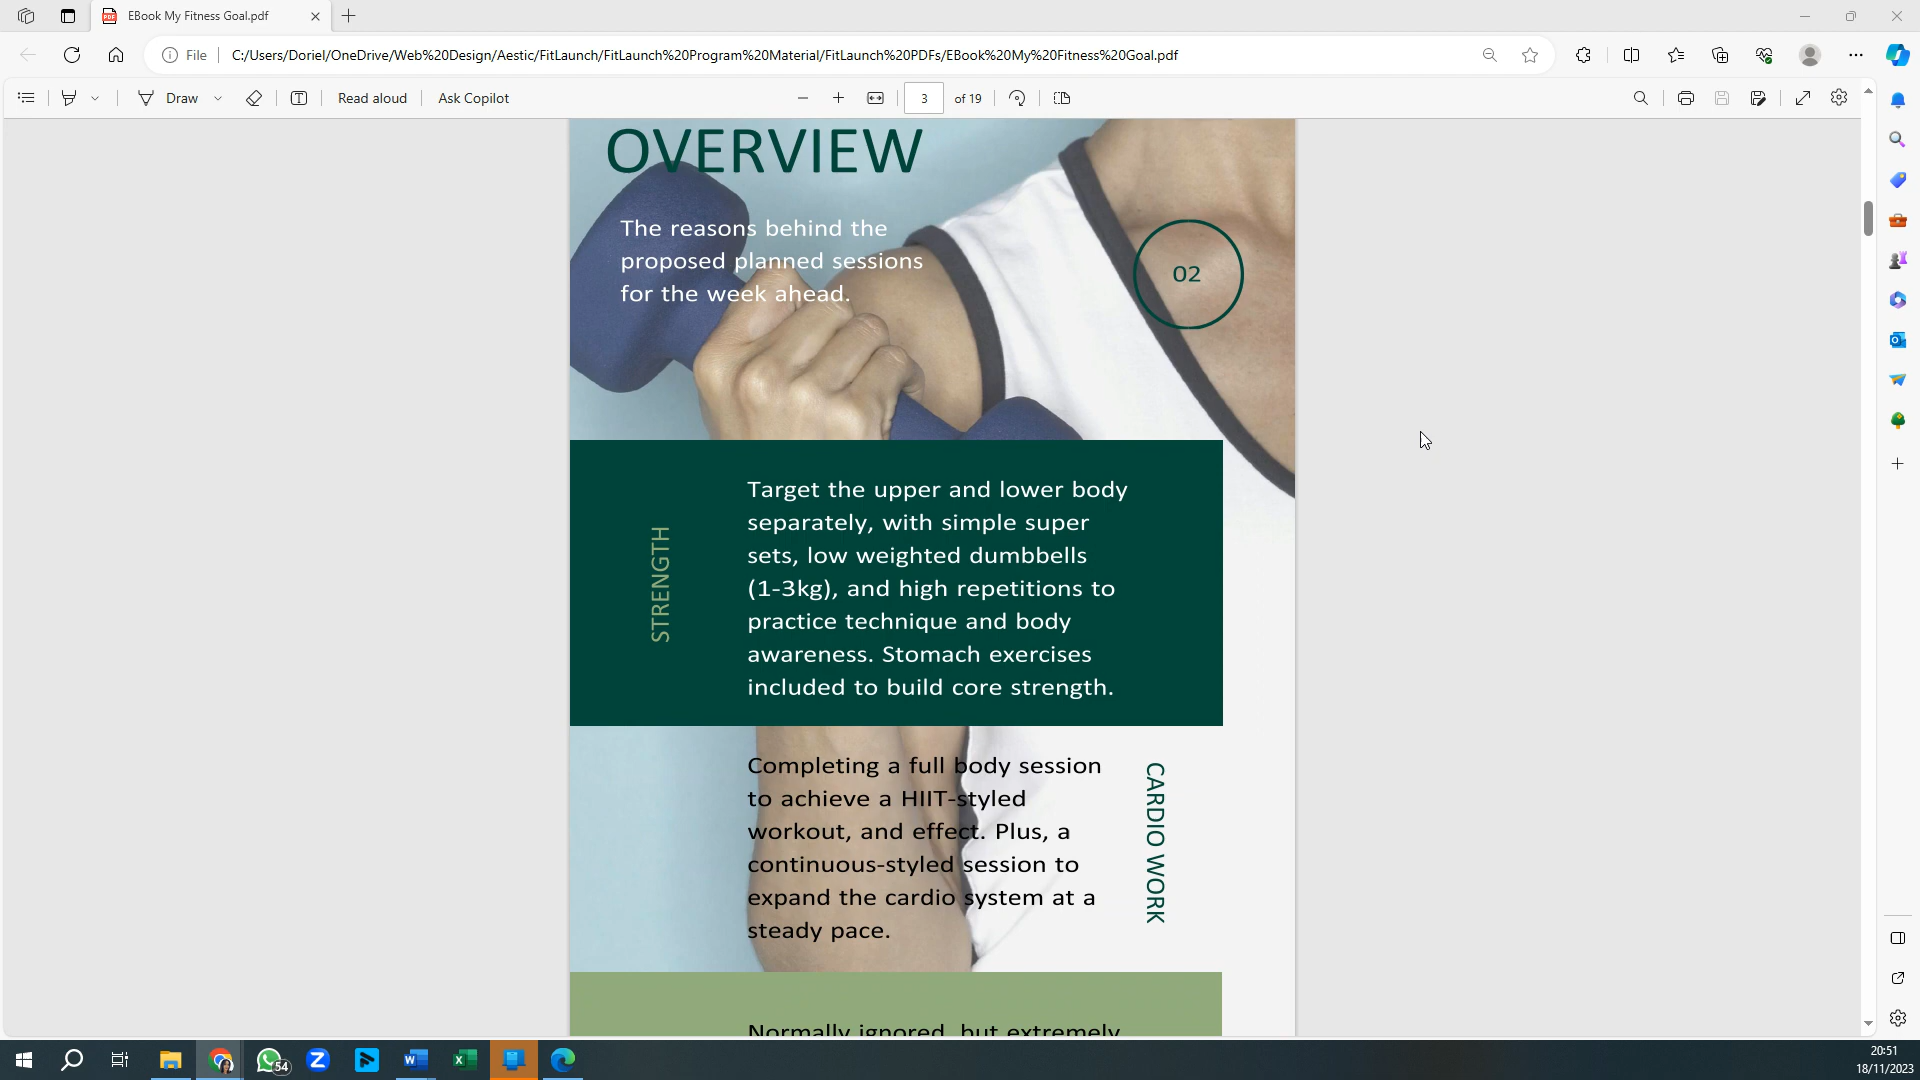 EBook My Fitness Goal.pdf
File
C:/Users/Doriel/OneDrive/Web%20Design/Aestic/FitLaunch/FitLaunch%20Program%20Material/FitLaunch%20PDFs/EBook%20My%20Fitness%20Goal.pdf
Draw
Read aloud
Ask Copilot
3
of 19
OVERVIEW
The reasons behind the
proposed planned sessions
for the week ahead.
02
STRENGTH
Target the upper and lower body
separately, with simple super
sets, low weighted dumbbells
(1-3kg), and high repetitions to
practice technique and body
awareness. Stomach exercises
included to build core strength.
Completing a full body session
to achieve a HIIT-styled
workout, and effect. Plus, a
continuous-styled session to
expand the cardio system at a
steady pace.
CARDIO WORK
Normally ignored, but extremely
54
20:51
18/11/2023